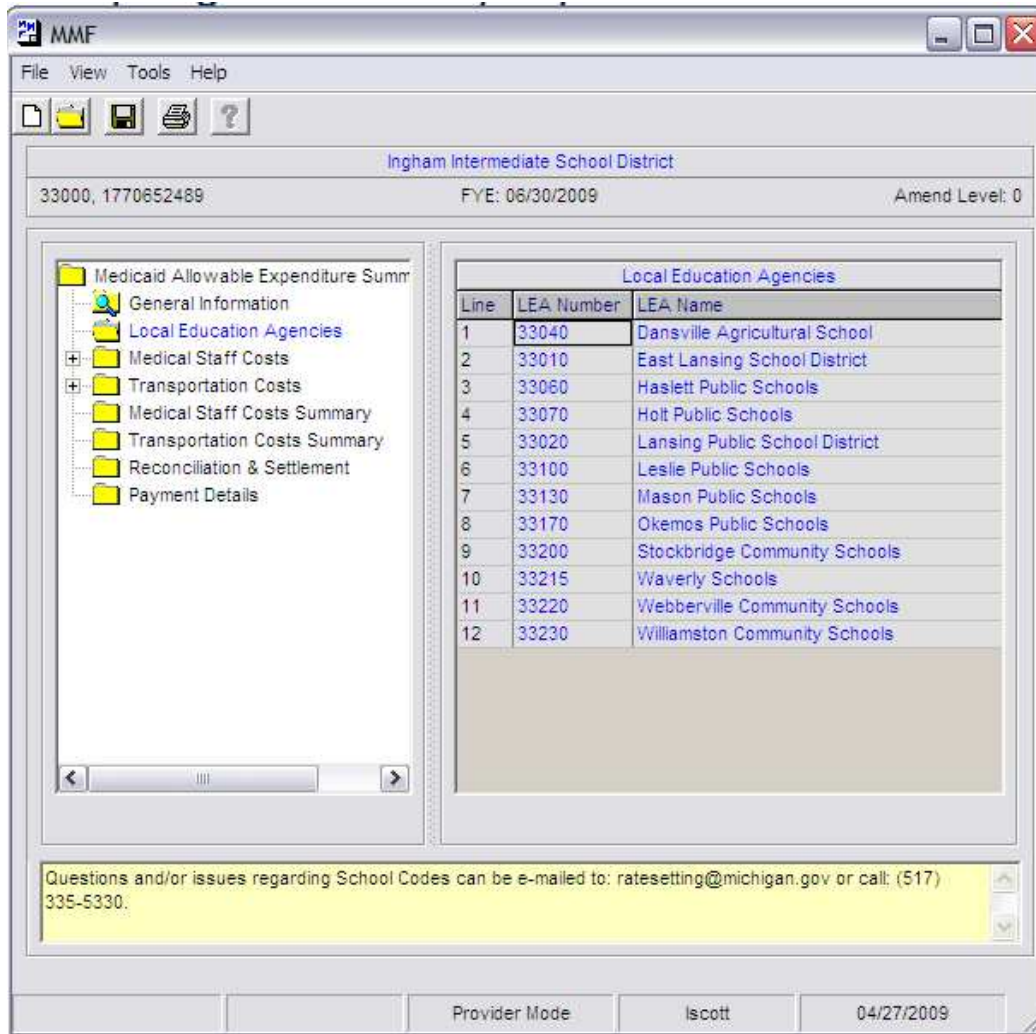 MMF
File View Tools Help
Ingham Intermediate School District
33000, 1770652489 FYE: 06/30/2009 Amend Level: 0
Medicaid Allowable Expenditure Summ
General Information
Local Education Agencies
Medical Staff Costs
Transportation Costs
Medical Staff Costs Summary
Transportation Costs Summary
Reconciliation & Settlement
Payment Details
Local Education Agencies
Line LEA Number LEA Name
1 33040 Dansville Agricultural School
2 33010 East Lansing School District
3 33060 Haslett Public Schools
4 33070 Holt Public Schools
5 33020 Lansing Public School District
6 33100 Leslie Public Schools
7 33130 Mason Public Schools
8 33170 Okemos Public Schools
9 33200 Stockbridge Community Schools
10 33215 Waverly Schools
11 33220 Webberville Community Schools
12 33230 Williamston Community Schools
Questions and/or issues regarding School Codes can be e-mailed to: ratesetting@michigan.gov or call: (517)
335-5330.
Provider Mode lscott 04/27/2009